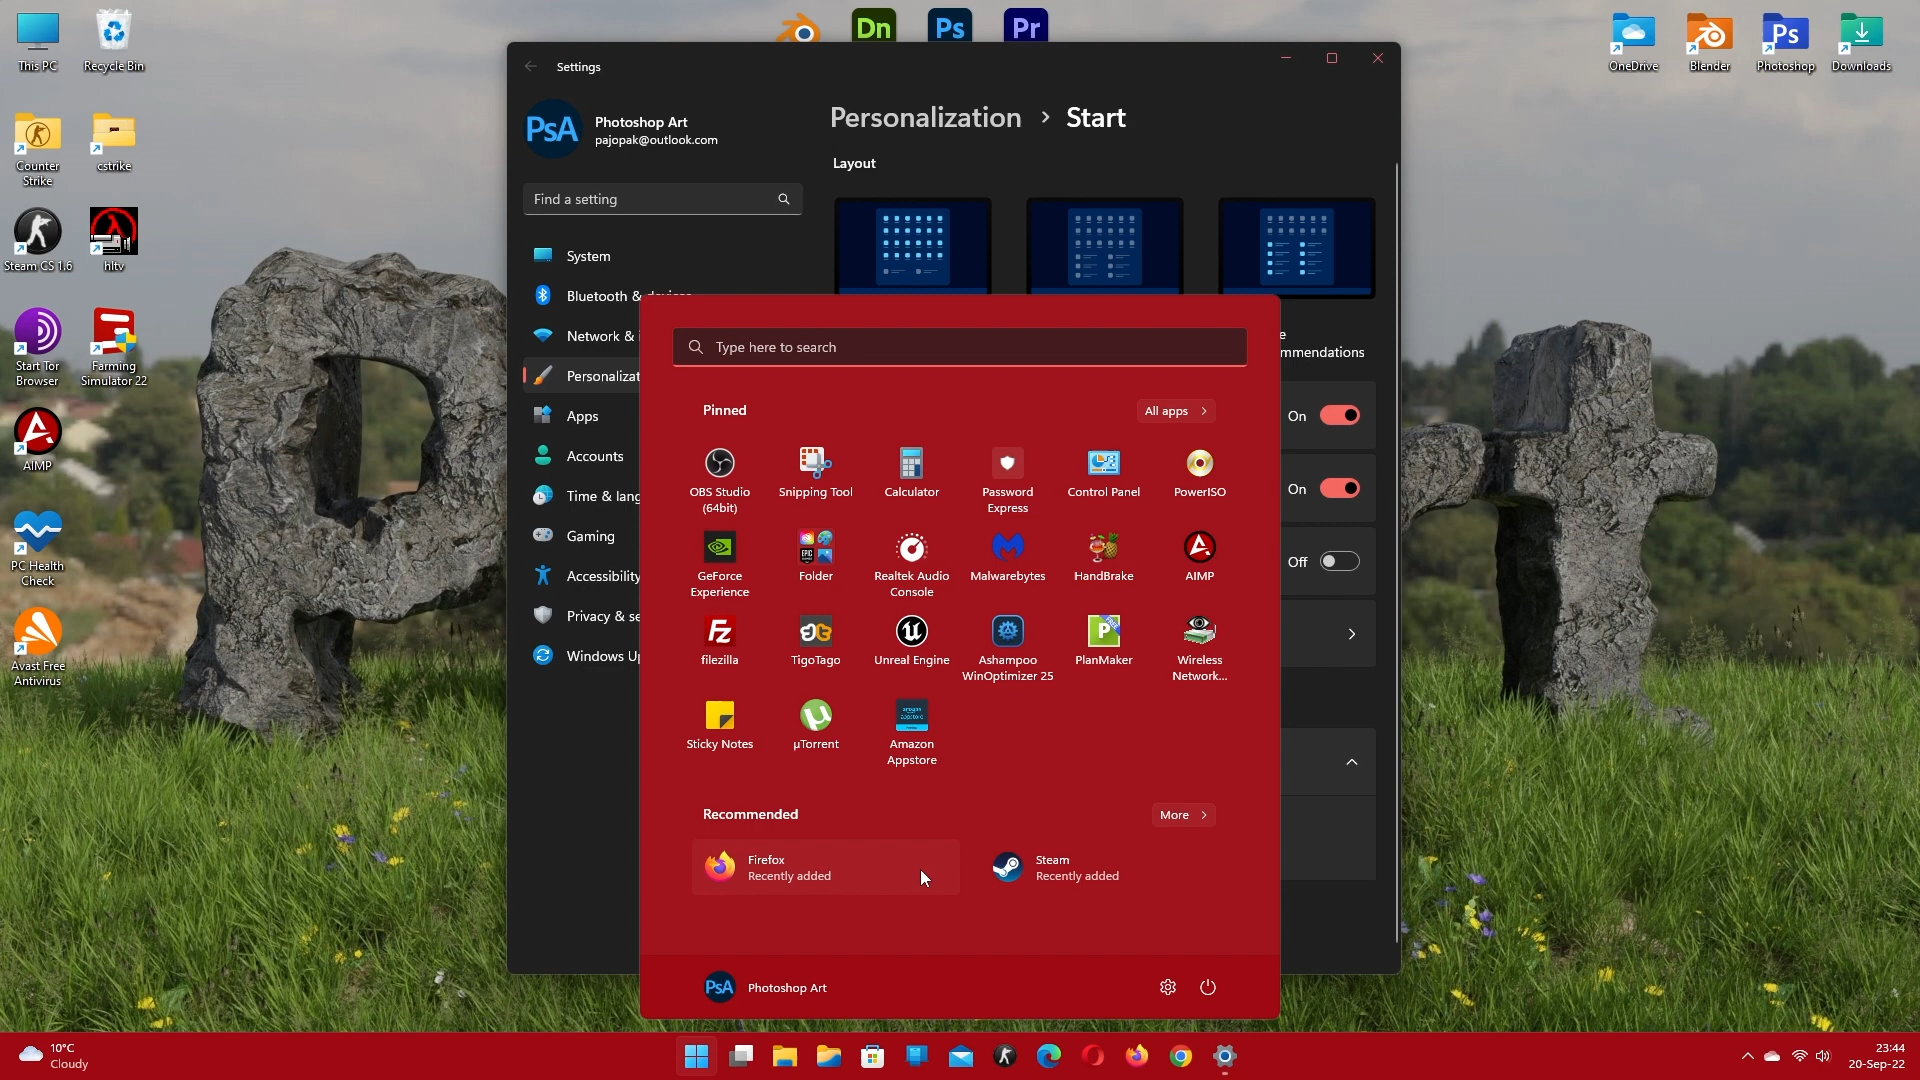 This PC
Recycle Bin
Counter
Strike
cstrike
Steam CS 1.6
hltv
Start Tor
Browser
Farming
Simulator 22
AIMP
PC Health
Check
Avast Free
Antivirus
Dn
Ps
Pr
OneDrive
Blender
Ps
Photoshop
Downloads
Settings
PsA
Photoshop Art
pajopak@outlook.com
Find a setting
System
Bluetooth &
Network &
Personalizat
Apps
Accounts
Time & lang
Gaming
Accessibility
Privacy & se
Windows Up
Personalization > Start
Layout
mmendations
On
On
Off
Type here to search
Pinned
All apps >
OBS Studio
(64bit)
Snipping Tool
Calculator
Password
Express
Control Panel
PowerISO
GeForce
Experience
Folder
Realtek Audio
Console
Malwarebytes
HandBrake
AIMP
filezilla
TigoTago
Unreal Engine
Ashampoo
WinOptimizer 25
PlanMaker
Wireless
Network...
Sticky Notes
µTorrent
Amazon
Appstore
Recommended
More >
Firefox
Recently added
Steam
Recently added
PsA
Photoshop Art
10°C
Cloudy
23:44
20-Sep-22